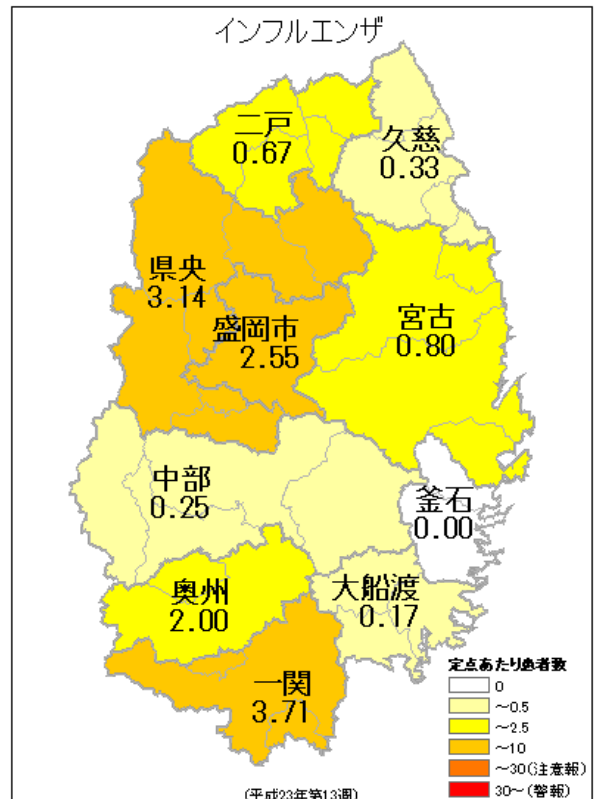 インフルエンザ
二戸
0.67
久慈
0.33
県央
3.14
盛岡市
2.55
宮古
0.80
中部
0.25
釜石
0.00
奥州
2.00
大船渡
0.17
一関
3.71
定点あたり患者数
0
～0.5
～2.5
～10
～30(注意報)
30～(警報)
(平成23年第13週)